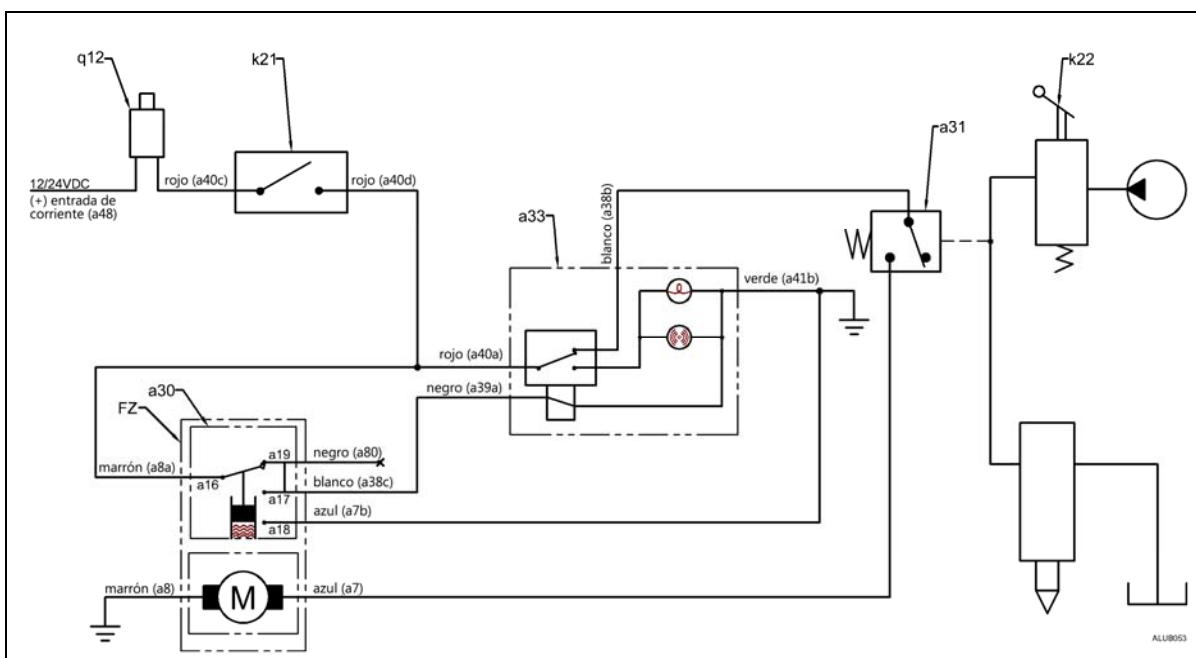 q12
k21
k22
a31
rojo (a40c)
rojo (a40d)
12/24VDC
(+) entrada de
corriente (a48)
a33
blanco (a38b)
verde (a41b)
rojo (a40a)
negro (a39a)
a30
FZ
a19
negro (a80)
marrón (a8a)
a16
a17
blanco (a38c)
azul (a7b)
a18
marrón (a8)
M
azul (a7)
ALUB053